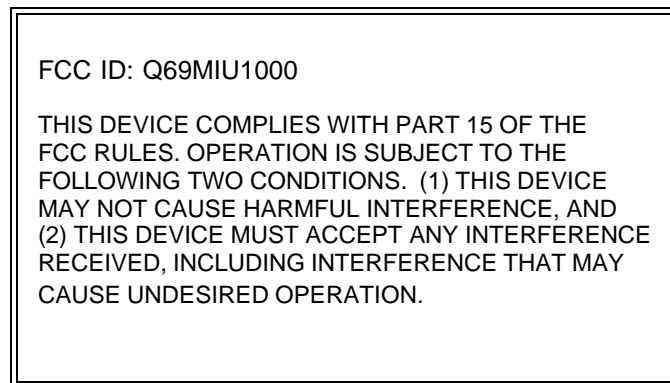 FCC ID: Q69MIU1000
THIS DEVICE COMPLIES WITH PART 15 OF THE
FCC RULES. OPERATION IS SUBJECT TO THE
FOLLOWING TWO CONDITIONS.  (1) THIS DEVICE
MAY NOT CAUSE HARMFUL INTERFERENCE, AND
(2) THIS DEVICE MUST ACCEPT ANY INTERFERENCE
RECEIVED, INCLUDING INTERFERENCE THAT MAY
CAUSE UNDESIRED OPERATION.